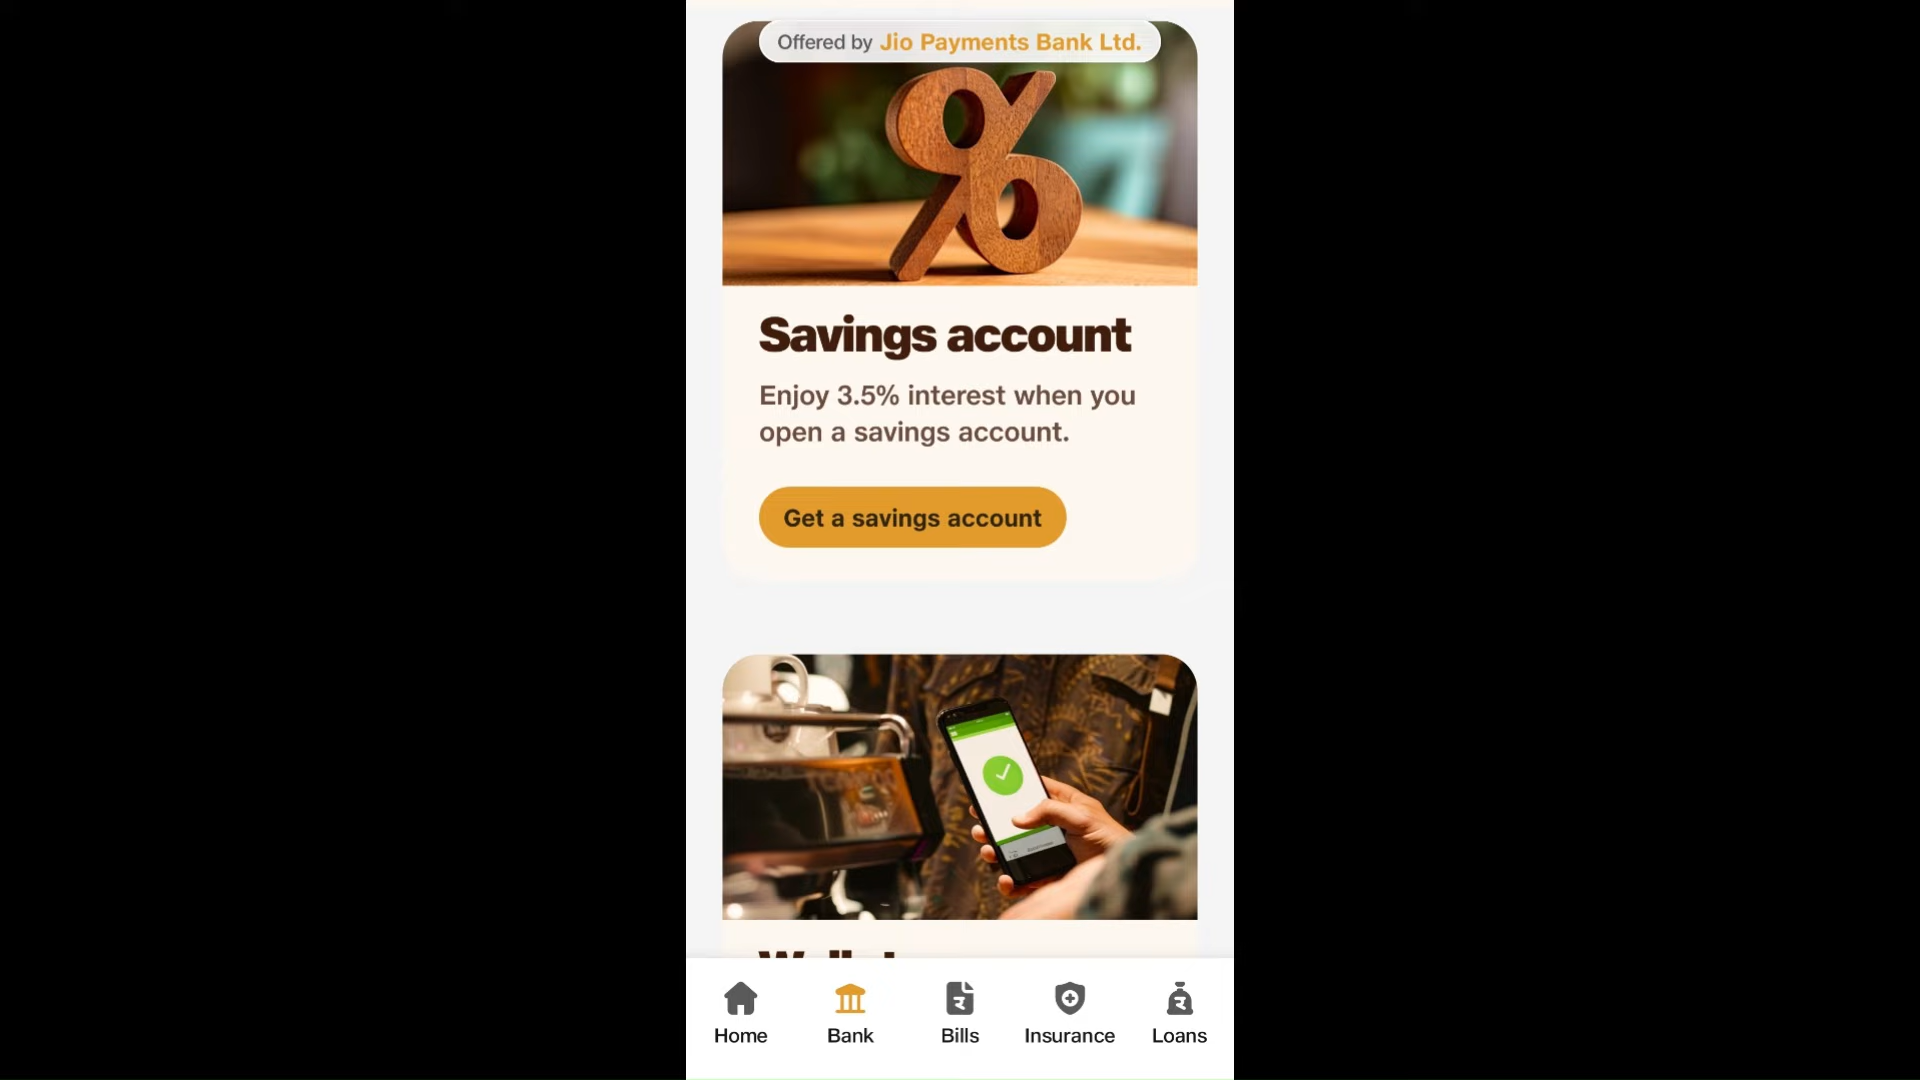 Offered by Jio Payments Bank Ltd.
Savings account
Enjoy 3.5% interest when you
open a savings account.
Get a savings account
Home
Bank
Bills
Insurance
Loans